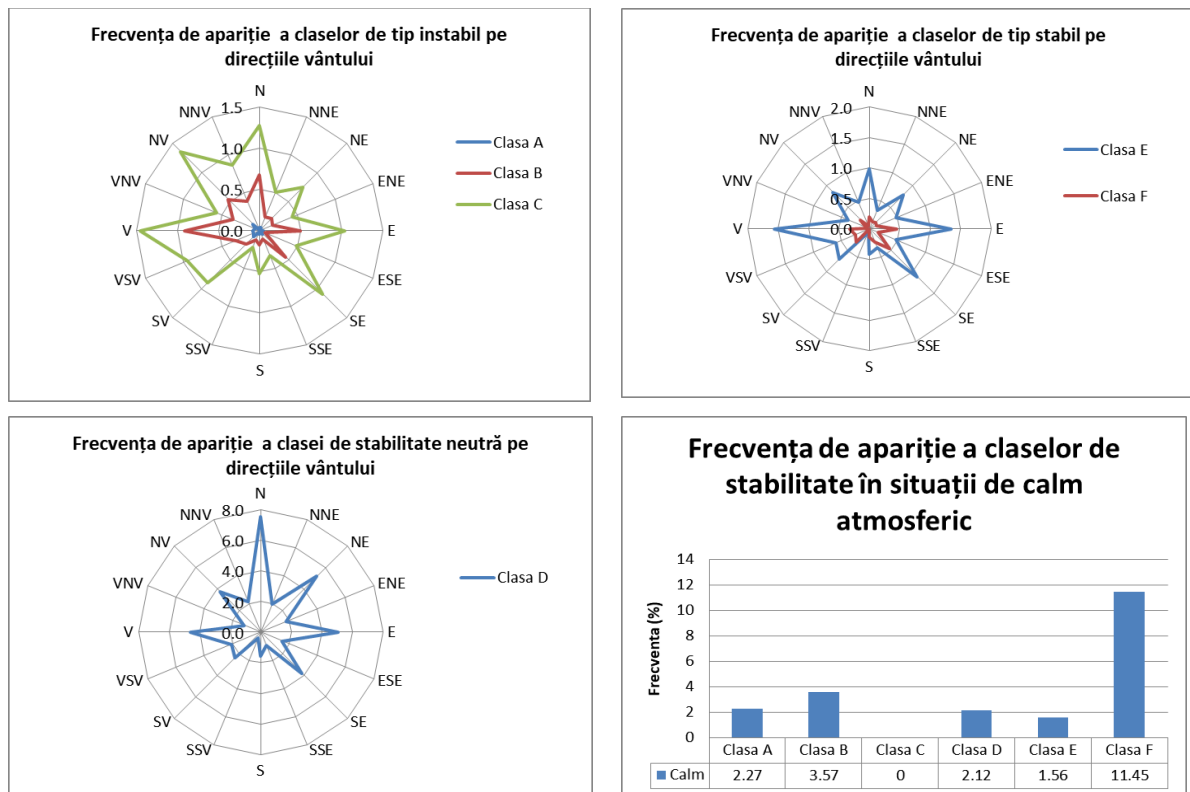 Frecvența de apariție a claselor de tip instabil pe
direcțiile vântului
N
NNE
NE
ENE
E
ESE
SE
SSE
S
SSV
SV
VSV
V
VNV
NV
NNV
1.5
1.0
0.5
0.0
Clasa A
Clasa B
Clasa C
Frecvența de apariție a claselor de tip stabil pe
direcțiile vântului
N
NNE
NE
ENE
E
ESE
SE
SSE
S
SSV
SV
VSV
V
VNV
NV
NNV
2.0
1.5
1.0
0.5
0.0
Clasa E
Clasa F
Frecvența de apariție a clasei de stabilitate neutră pe
direcțiile vântului
N
NNE
NE
ENE
E
ESE
SE
SSE
S
SSV
SV
VSV
V
VNV
NV
NNV
8.0
6.0
4.0
2.0
0.0
Clasa D
Frecvența de apariție a claselor de
stabilitate în situații de calm
atmosferic
Frecventa (%)
14
12
10
8
6
4
2
0
Clasa A Clasa B Clasa C Clasa D Clasa E Clasa F
Calm 2.27 3.57 0 2.12 1.56 11.45